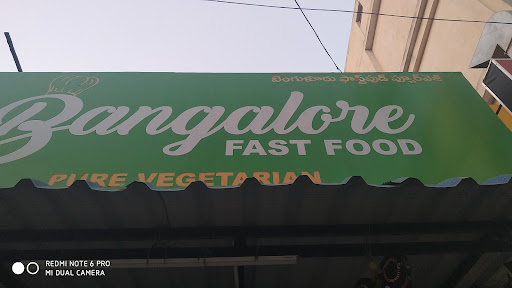 బెంగుళూరు ఫాస్ట్‌ఫుడ్ ప్యూర్‌వెజ్
Bangalore
FAST FOOD
PURE VEGETARIAN
REDMI NOTE 6 PRO
MI DUAL CAMERA